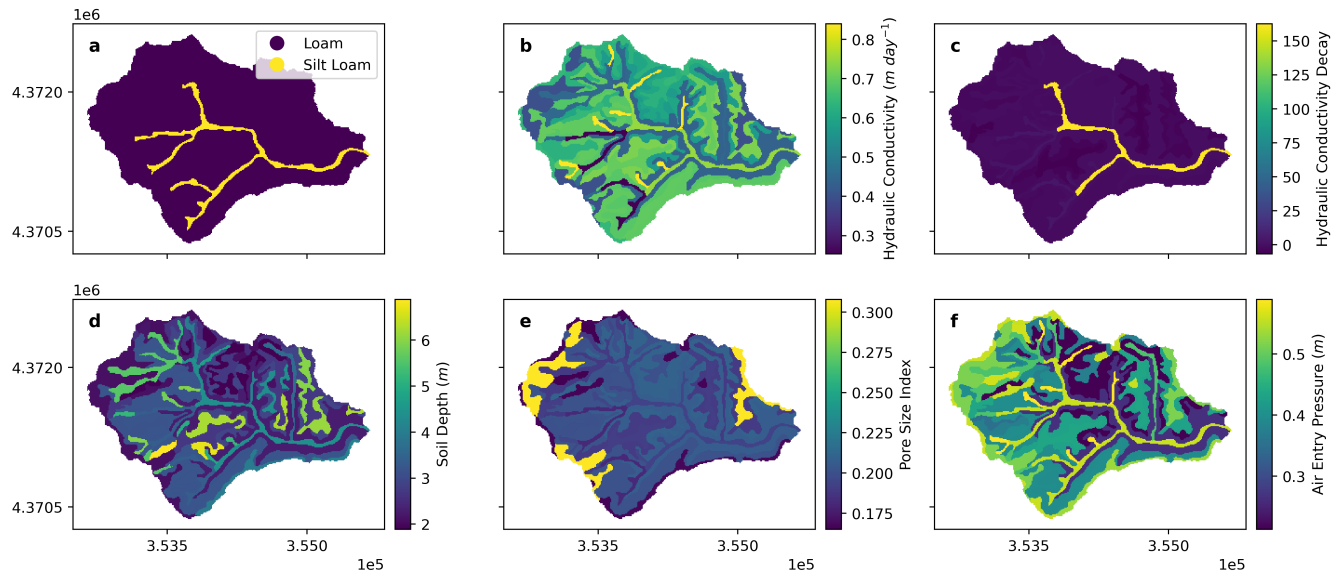 1e6
a
Loam
Silt Loam
4.3720
4.3705
b
0.8
0.7
0.6
0.5
0.4
0.3
Hydraulic Conductivity (m day⁻¹)
c
150
125
100
75
50
25
0
Hydraulic Conductivity Decay
1e6
d
4.3720
4.3705
3.535
3.550
1e5
6
5
4
3
2
Soil Depth (m)
e
3.535
3.550
1e5
0.300
0.275
0.250
0.225
0.200
0.175
Pore Size Index
f
3.535
3.550
1e5
0.5
0.4
0.3
Air Entry Pressure (m)